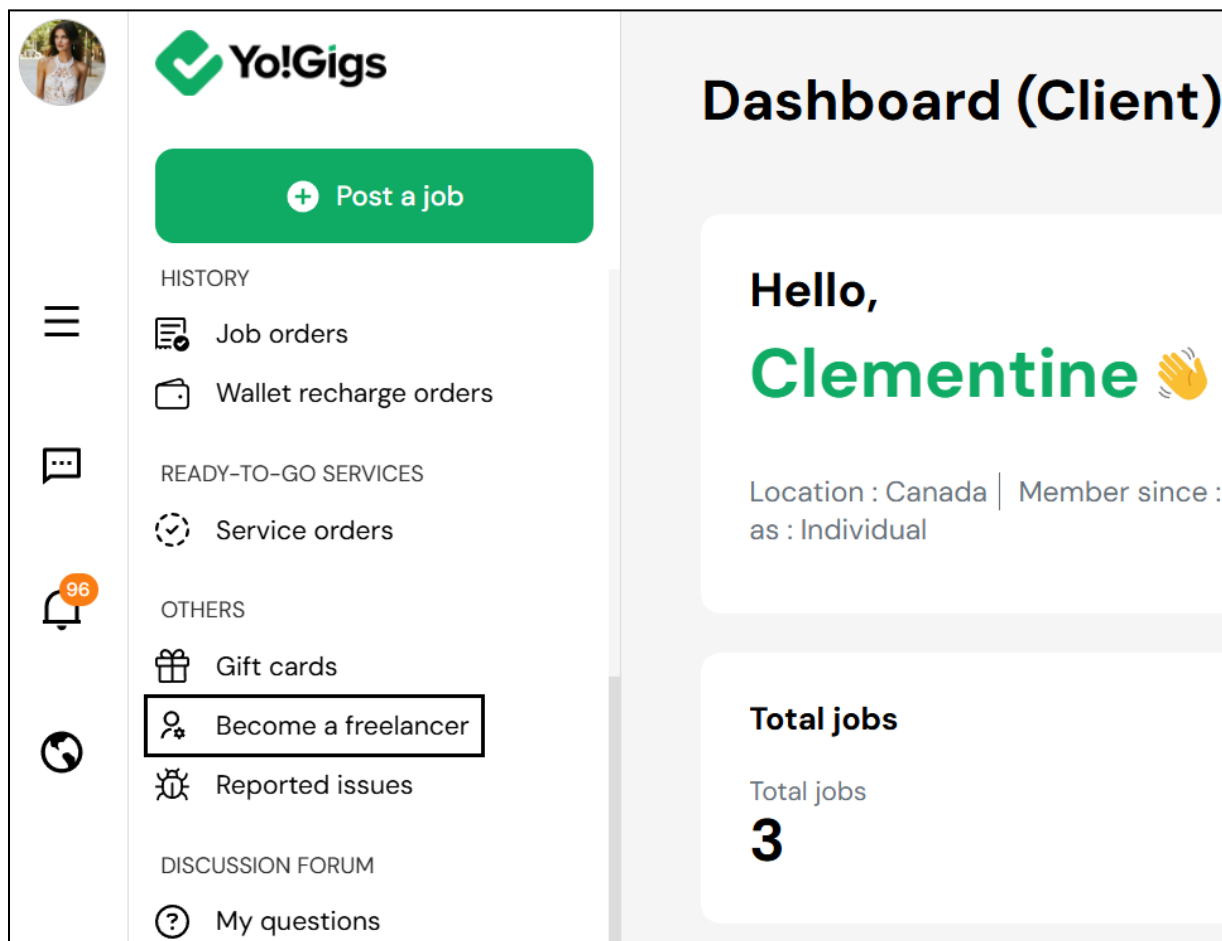 Yo!Gigs
Post a job
HISTORY
Job orders
Wallet recharge orders
READY-TO-GO SERVICES
Service orders
96
OTHERS
Gift cards
Become a freelancer
Reported issues
DISCUSSION FORUM
My questions
Dashboard (Client)
Hello,
Clementine 👋
Location : Canada | Member since :
as : Individual
Total jobs
Total jobs
3